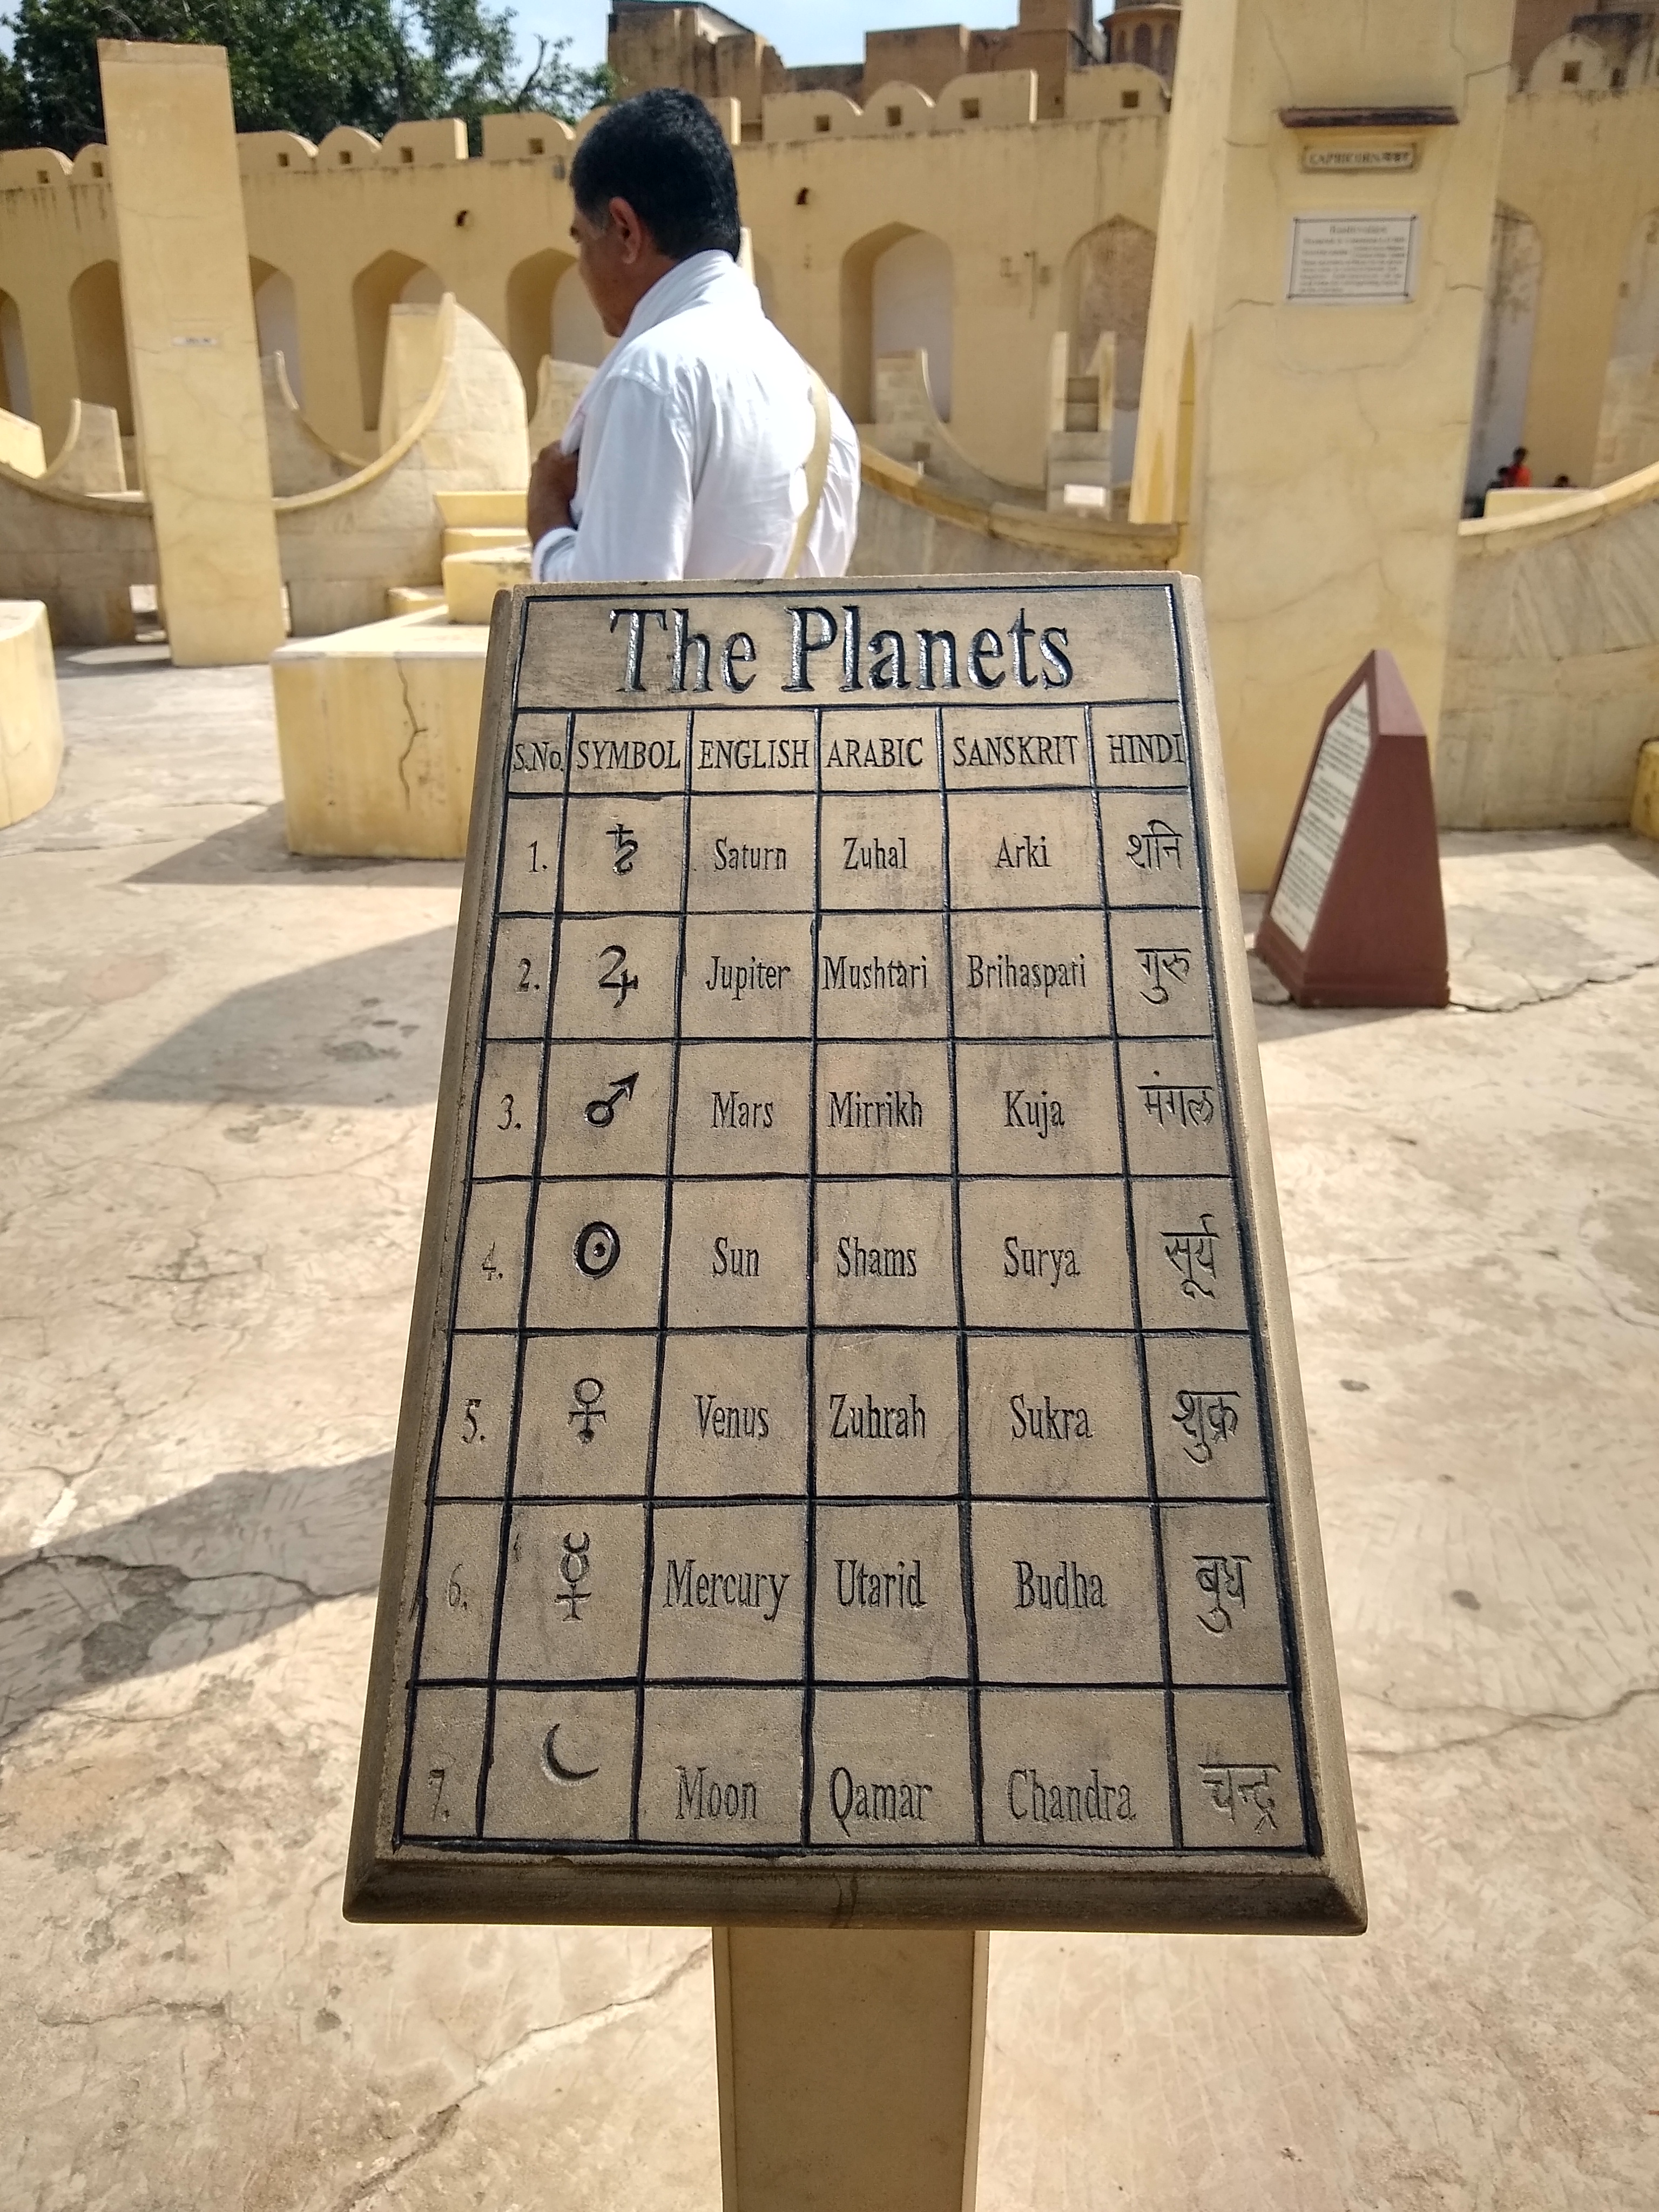 CAPRICORN मकर
The Planets
S.No. SYMBOL ENGLISH ARABIC SANSKRIT HINDI
1. ♄ Saturn Zuhal Arki शनि
2. ♃ Jupiter Mushtari Brihaspati गुरु
3. ♂ Mars Mirrikh Kuja मंगल
4. ☉ Sun Shams Surya सूर्य
5. ♀ Venus Zuhrah Sukra शुक्र
6. ☿ Mercury Utarid Budha बुध
7. ☾ Moon Qamar Chandra चन्द्र